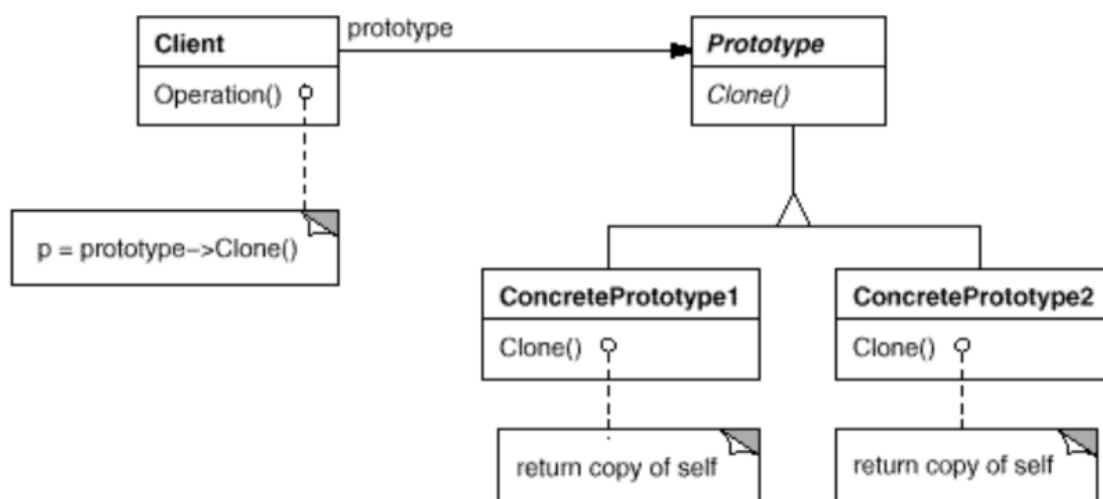 Client
prototype
Prototype
Operation()
Clone()
p = prototype->Clone()
ConcretePrototype1
ConcretePrototype2
Clone()
Clone()
return copy of self
return copy of self